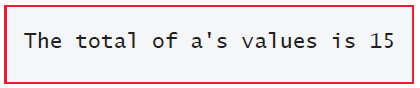 The total of a's values is 15